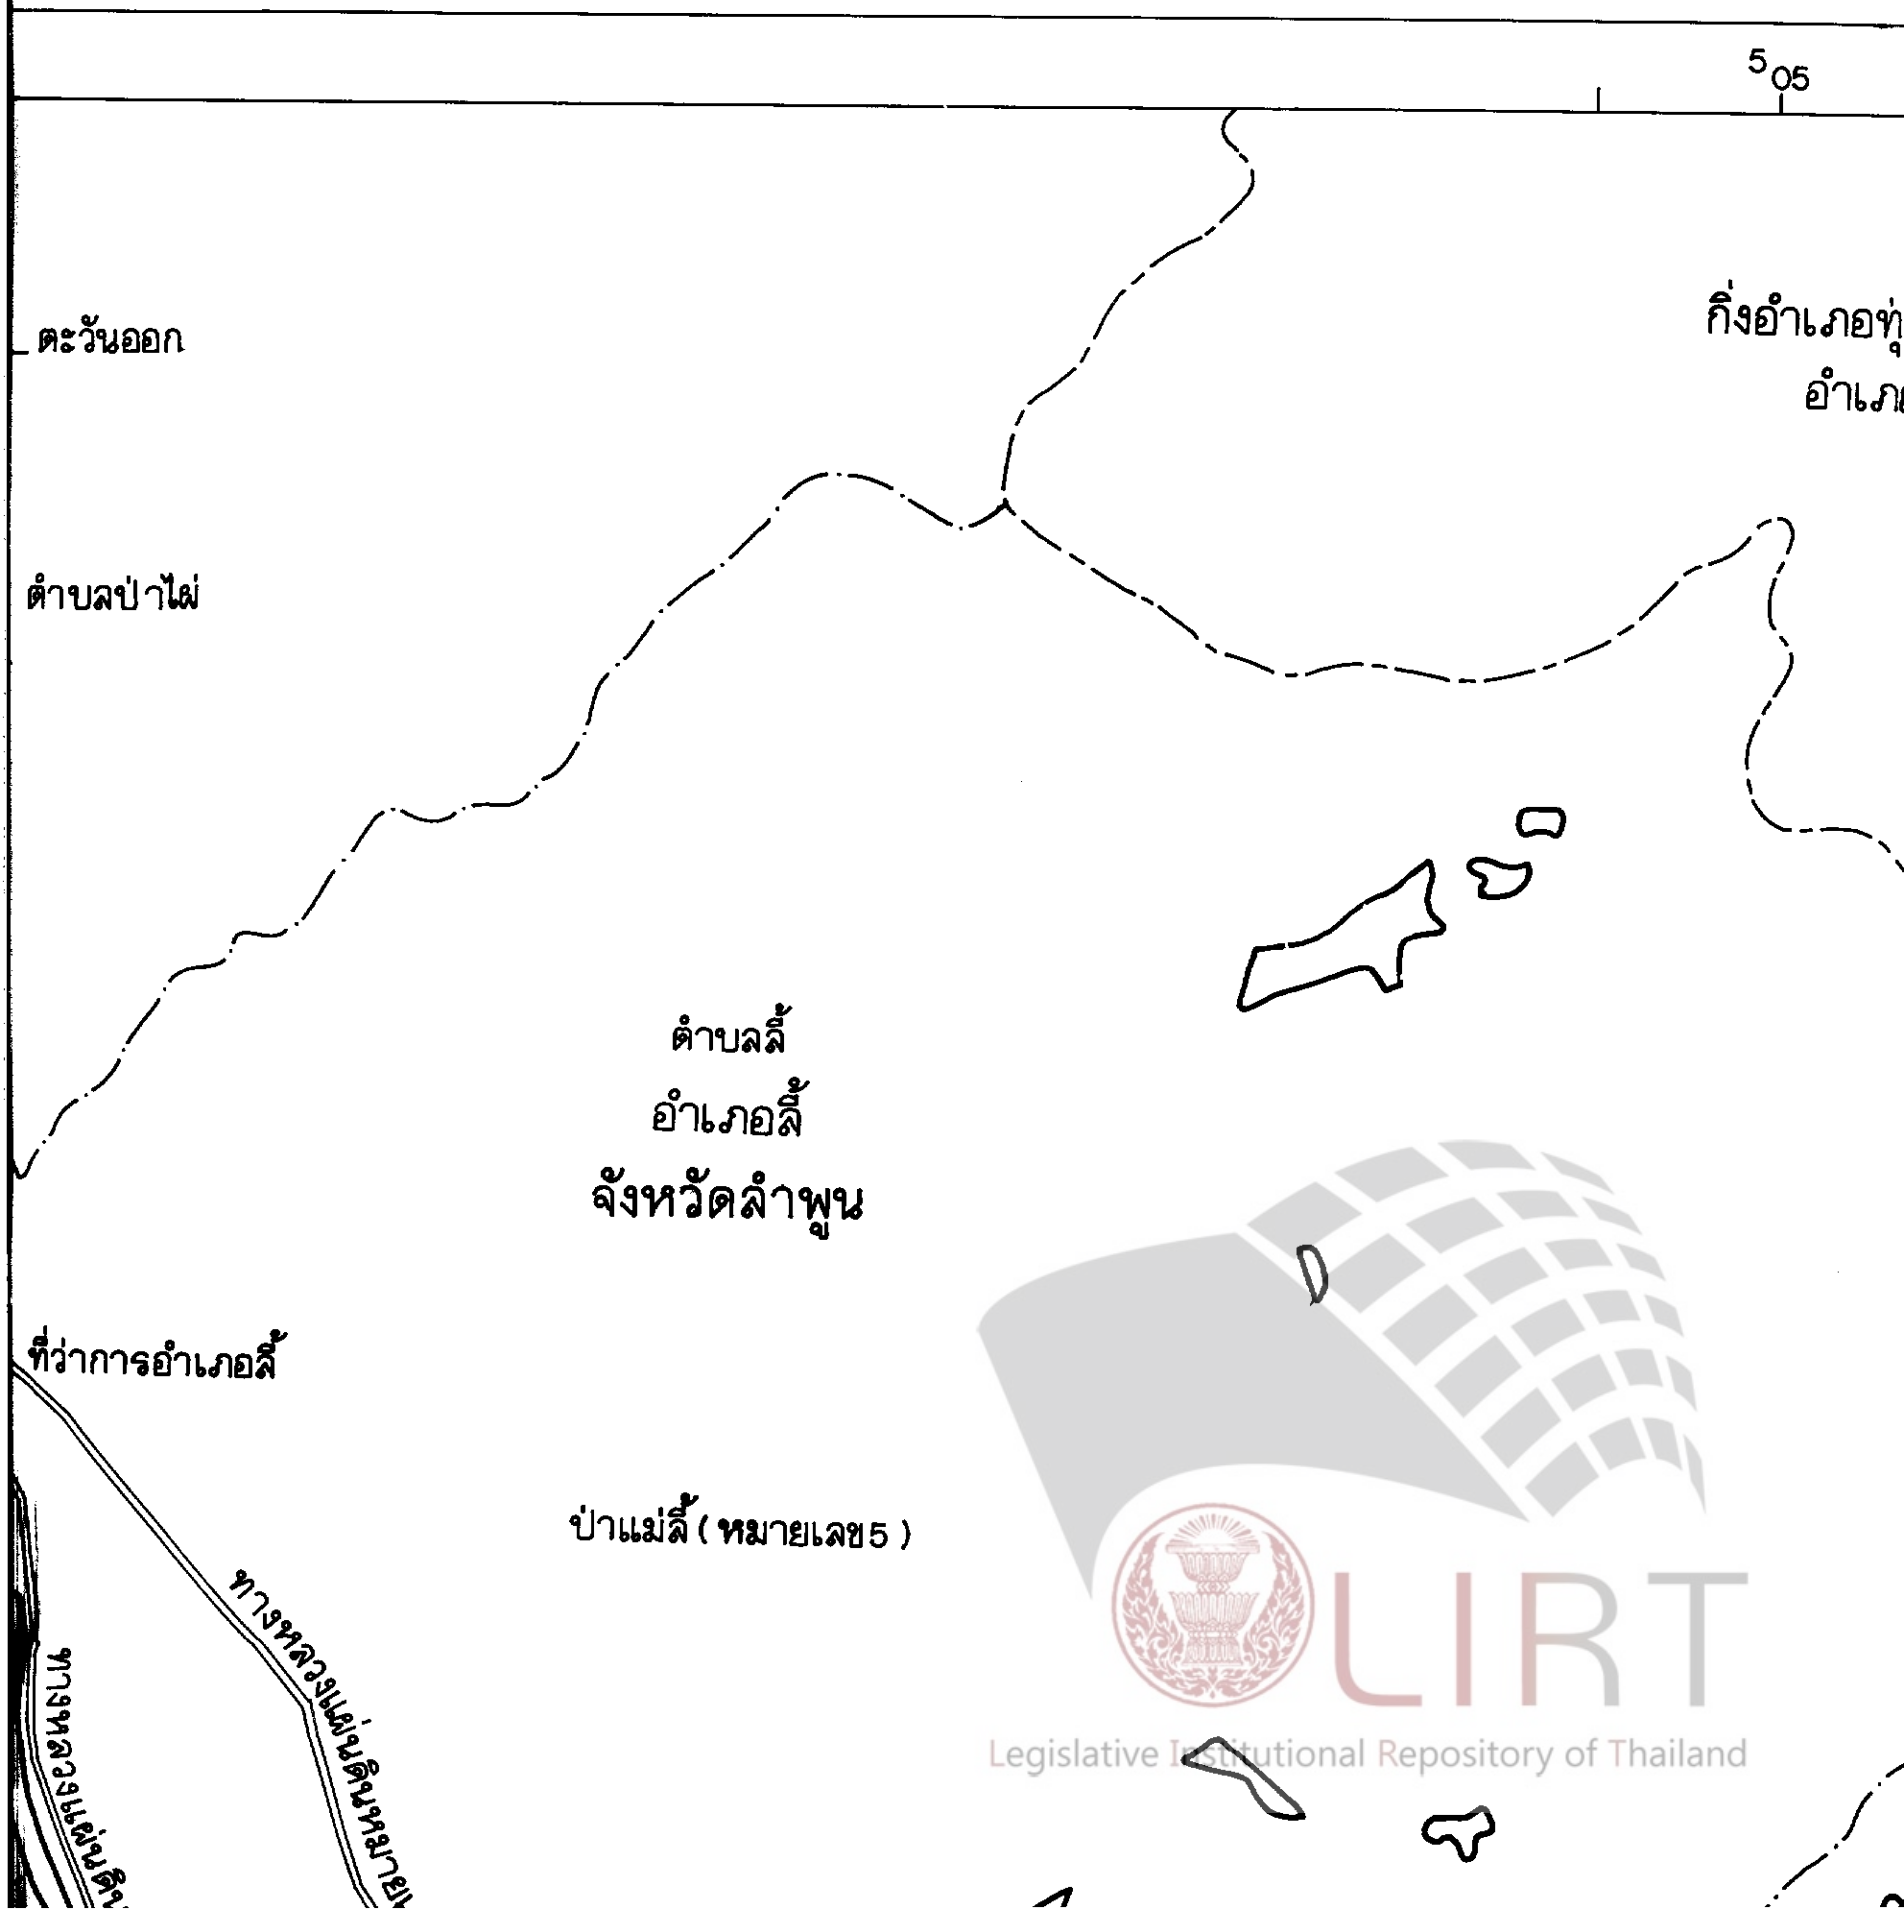 505
กิ่งอำเภอทุ่
อำเภ
ตะวันออก
ตำบลป่าไผ่
ตำบลลี้
อำเภอลี้
จังหวัดลำพูน
ที่ว่าการอำเภอลี้
ป่าแม่ลี้ (หมายเลข5)
ทางหลวงแผ่นดินหมาย
ทางหลวงแผ่นดิน
LIRT
Legislative Institutional Repository of Thailand